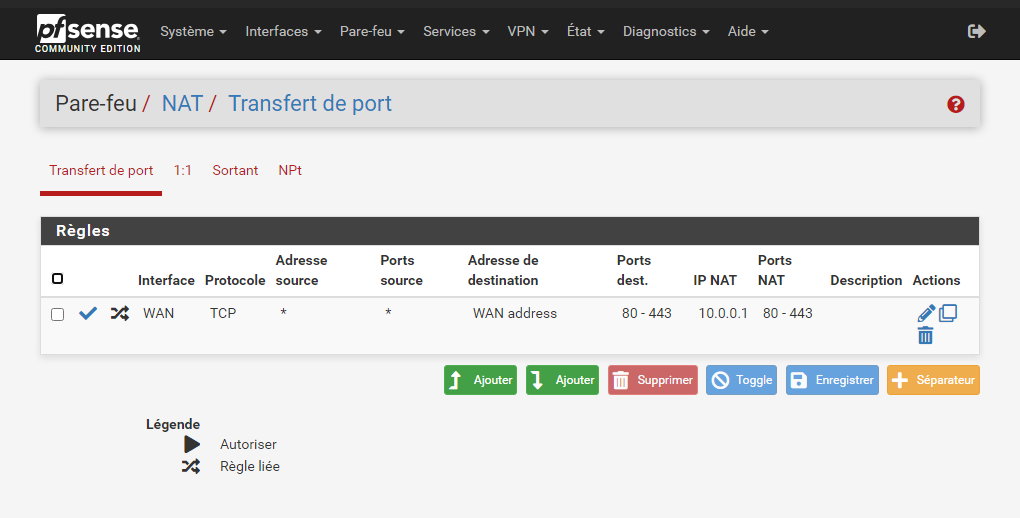 pfsense
COMMUNITY EDITION
Système Interfaces Pare-feu Services VPN État Diagnostics Aide
Pare-feu / NAT / Transfert de port
Transfert de port 1:1 Sortant NPt
Règles
Interface Protocole Adresse source Ports source Adresse de destination Ports dest. IP NAT Ports NAT Description Actions
WAN TCP * * WAN address 80 - 443 10.0.0.1 80 - 443
Ajouter Ajouter Supprimer Toggle Enregistrer Séparateur
Légende
Autoriser
Règle liée